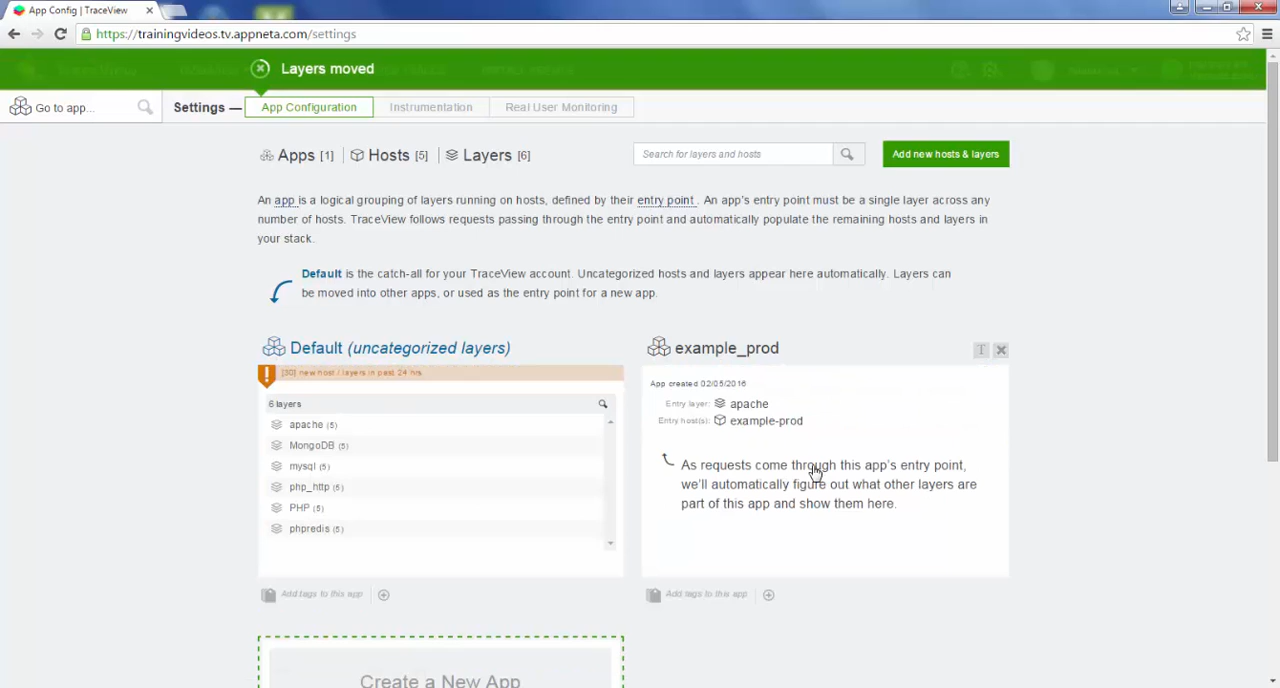 App Config | TraceView
https://trainingvideos.tv.appneta.com/settings
Layers moved
Go to app...
Settings — App Configuration Instrumentation Real User Monitoring
Apps [1] Hosts [5] Layers [6]
Search for layers and hosts
Add new hosts & layers
An app is a logical grouping of layers running on hosts, defined by their entry point . An app's entry point must be a single layer across any
number of hosts. TraceView follows requests passing through the entry point and automatically populate the remaining hosts and layers in
your stack.
Default is the catch-all for your TraceView account. Uncategorized hosts and layers appear here automatically. Layers can
be moved into other apps, or used as the entry point for a new app.
Default (uncategorized layers)
[30] new host / layers in past 24 hrs
6 layers
apache (5)
MongoDB (5)
mysql (5)
php_http (5)
PHP (5)
phpredis (5)
Add tags to this app
example_prod
T
App created 02/05/2016
Entry layer: apache
Entry host(s): example-prod
As requests come through this app's entry point,
we'll automatically figure out what other layers are
part of this app and show them here.
Add tags to this app
Create a New App